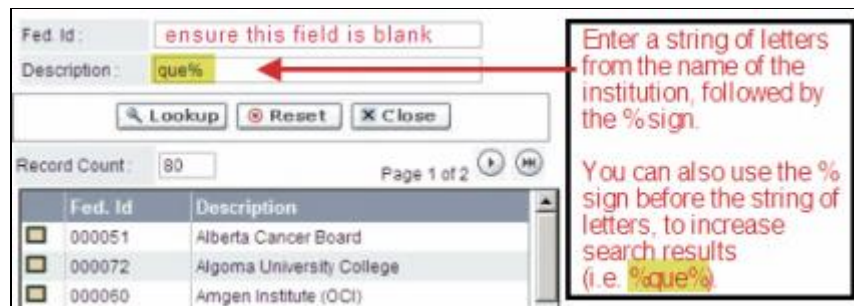 Fed. Id : ensure this field is blank
Description : que%
Lookup Reset Close
Record Count : 80 Page 1 of 2
Fed. Id Description
000051 Alberta Cancer Board
000072 Algoma University College
000060 Amgen Institute (OCI)
Enter a string of letters
from the name of the
institution, followed by
the % sign.
You can also use the %
sign before the string of
letters, to increase
search results
(i.e. %que%).